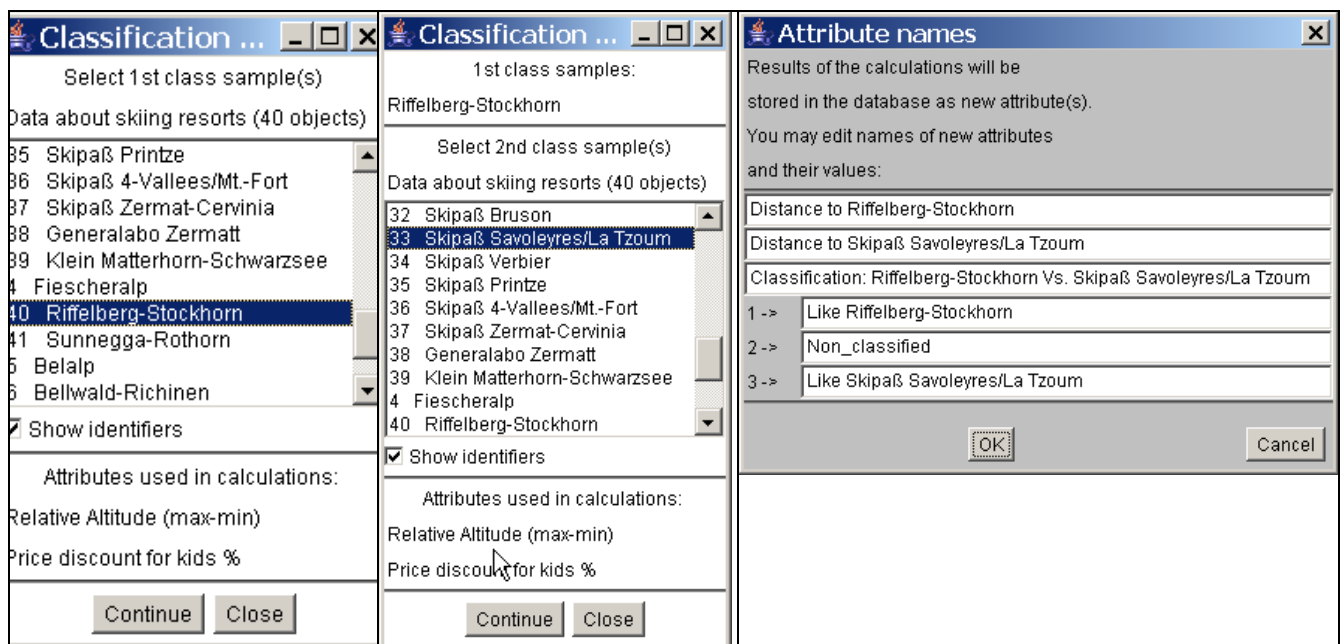 Classification ...
Select 1st class sample(s)
Data about skiing resorts (40 objects)
35 Skipaß Printze
36 Skipaß 4-Vallees/Mt.-Fort
37 Skipaß Zermat-Cervinia
38 Generalabo Zermatt
39 Klein Matterhorn-Schwarzsee
4 Fiescheralp
40 Riffelberg-Stockhorn
41 Sunnegga-Rothorn
5 Belalp
6 Bellwald-Richinen
Show identifiers
Attributes used in calculations:
Relative Altitude (max-min)
Price discount for kids %
Continue Close
Classification ...
1st class samples:
Riffelberg-Stockhorn
Select 2nd class sample(s)
Data about skiing resorts (40 objects)
32 Skipaß Bruson
33 Skipaß Savoleyres/La Tzoum
34 Skipaß Verbier
35 Skipaß Printze
36 Skipaß 4-Vallees/Mt.-Fort
37 Skipaß Zermat-Cervinia
38 Generalabo Zermatt
39 Klein Matterhorn-Schwarzsee
4 Fiescheralp
40 Riffelberg-Stockhorn
Show identifiers
Attributes used in calculations:
Relative Altitude (max-min)
Price discount for kids %
Continue Close
Attribute names
Results of the calculations will be
stored in the database as new attribute(s).
You may edit names of new attributes
and their values:
Distance to Riffelberg-Stockhorn
Distance to Skipaß Savoleyres/La Tzoum
Classification: Riffelberg-Stockhorn Vs. Skipaß Savoleyres/La Tzoum
1 -> Like Riffelberg-Stockhorn
2 -> Non_classified
3 -> Like Skipaß Savoleyres/La Tzoum
OK Cancel